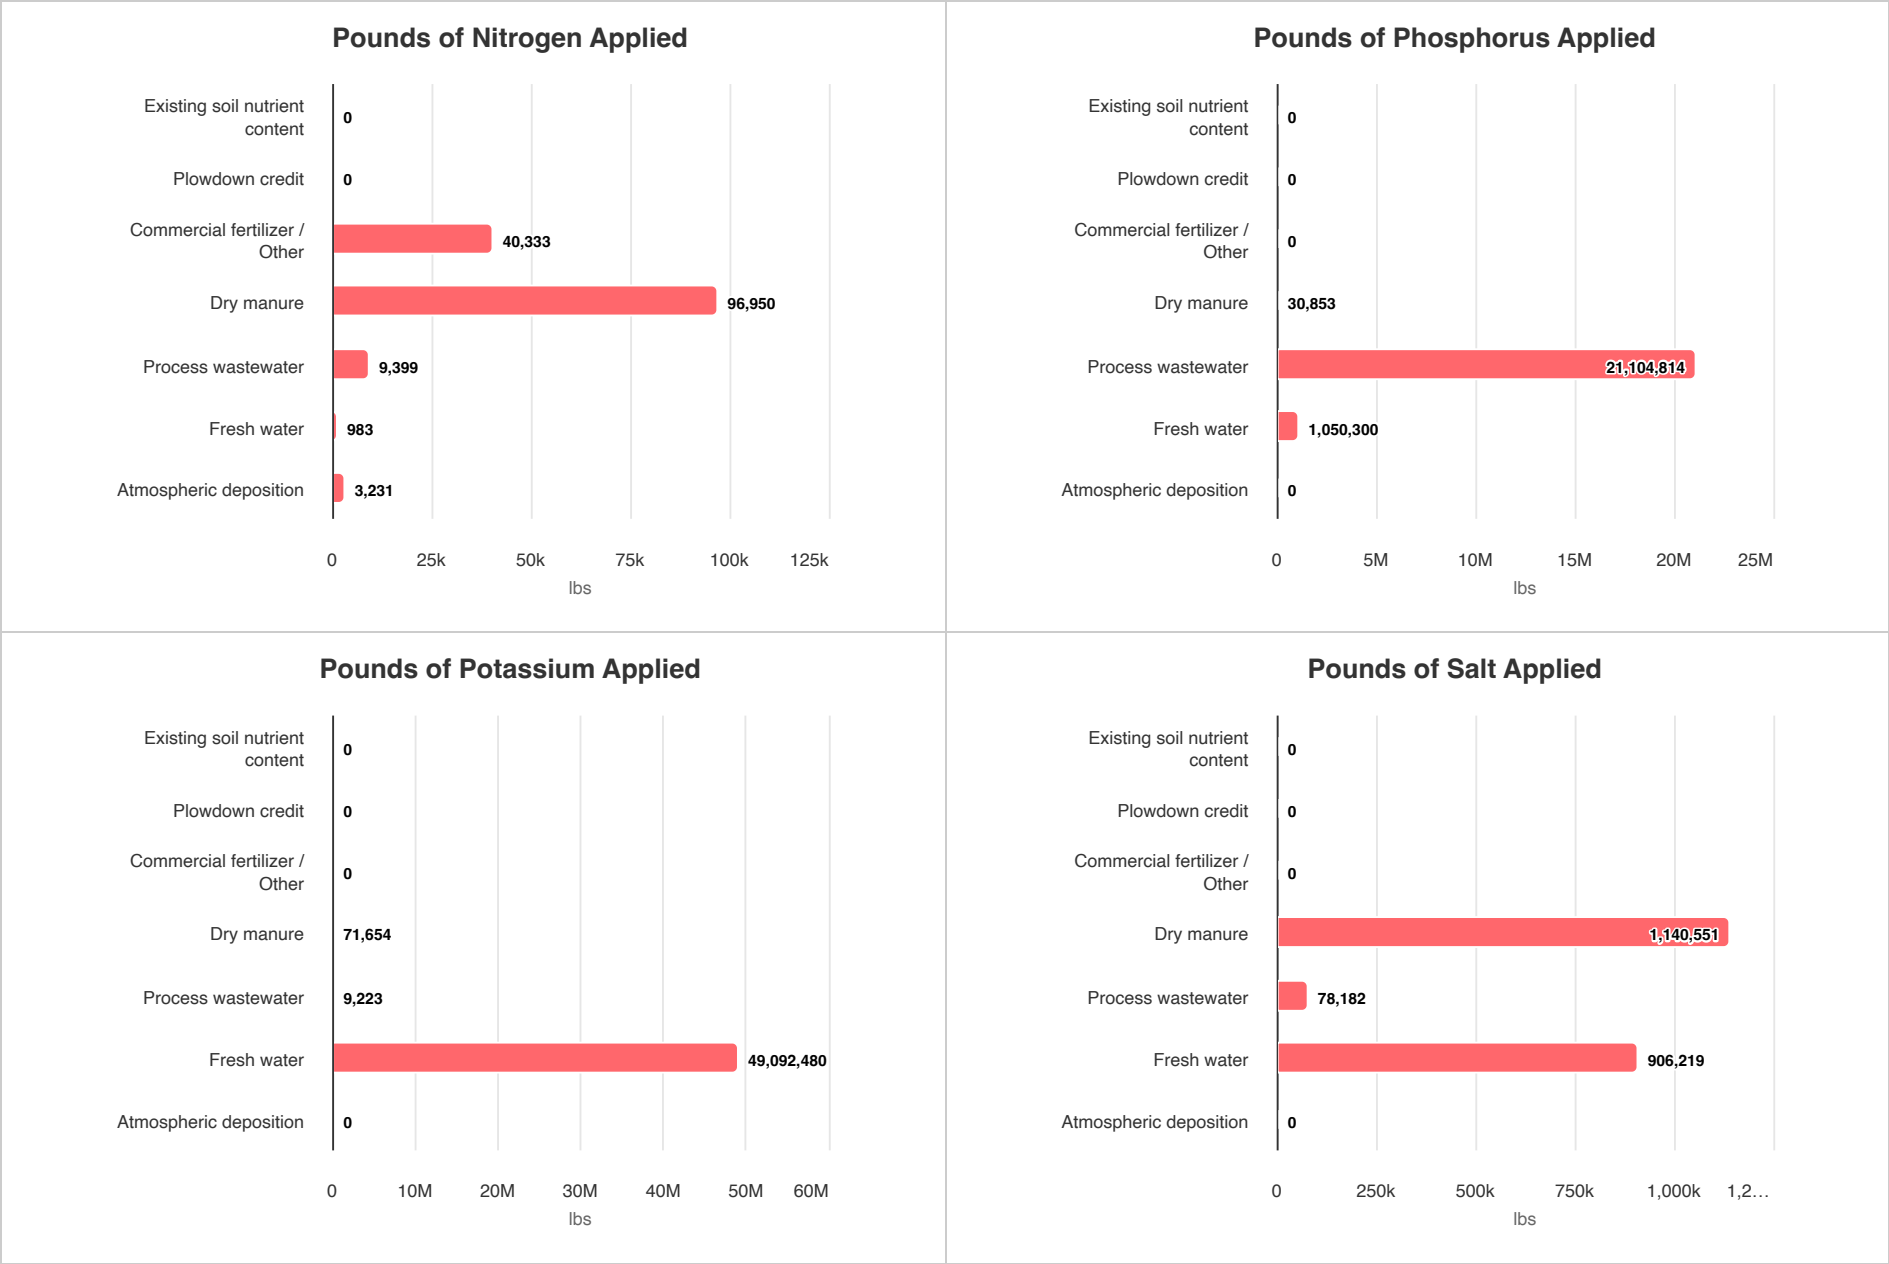 Pounds of Nitrogen Applied
Existing soil nutrient
content
0
Plowdown credit
0
Commercial fertilizer /
Other
40,333
Dry manure
96,950
Process wastewater
9,399
Fresh water
983
Atmospheric deposition
3,231
0 25k 50k 75k 100k 125k
lbs
Pounds of Phosphorus Applied
Existing soil nutrient
content
0
Plowdown credit
0
Commercial fertilizer /
Other
0
Dry manure
30,853
Process wastewater
21,104,814
Fresh water
1,050,300
Atmospheric deposition
0
0 5M 10M 15M 20M 25M
lbs
Pounds of Potassium Applied
Existing soil nutrient
content
0
Plowdown credit
0
Commercial fertilizer /
Other
0
Dry manure
71,654
Process wastewater
9,223
Fresh water
49,092,480
Atmospheric deposition
0
0 10M 20M 30M 40M 50M 60M
lbs
Pounds of Salt Applied
Existing soil nutrient
content
0
Plowdown credit
0
Commercial fertilizer /
Other
0
Dry manure
1,140,551
Process wastewater
78,182
Fresh water
906,219
Atmospheric deposition
0
0 250k 500k 750k 1,000k 1,2…
lbs